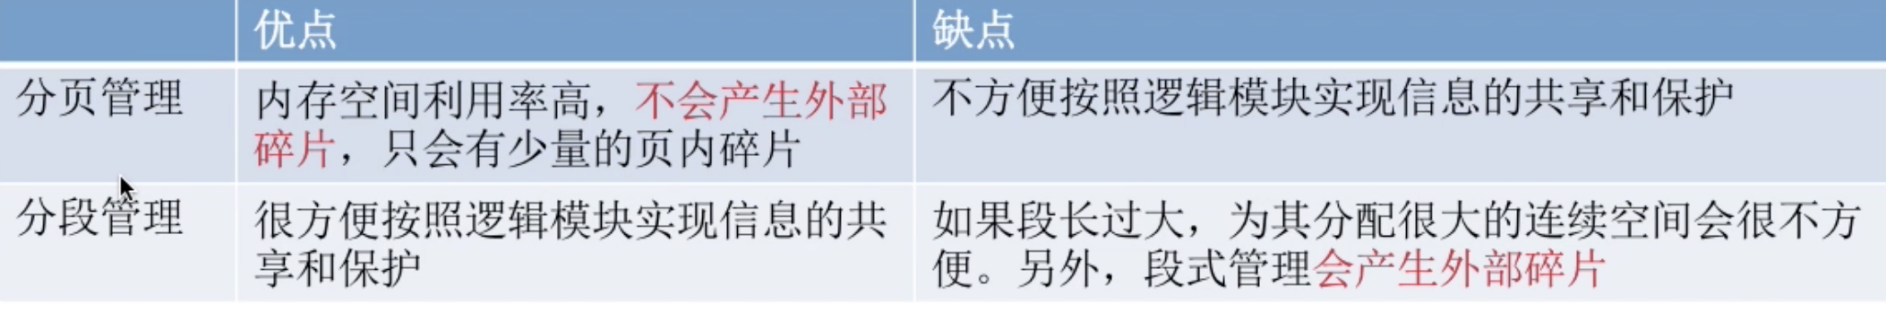 优点
缺点
分页管理
内存空间利用率高，不会产生外部
碎片，只会有少量的页内碎片
不方便按照逻辑模块实现信息的共享和保护
分段管理
很方便按照逻辑模块实现信息的共
享和保护
如果段长过大，为其分配很大的连续空间会很不方
便。另外，段式管理会产生外部碎片